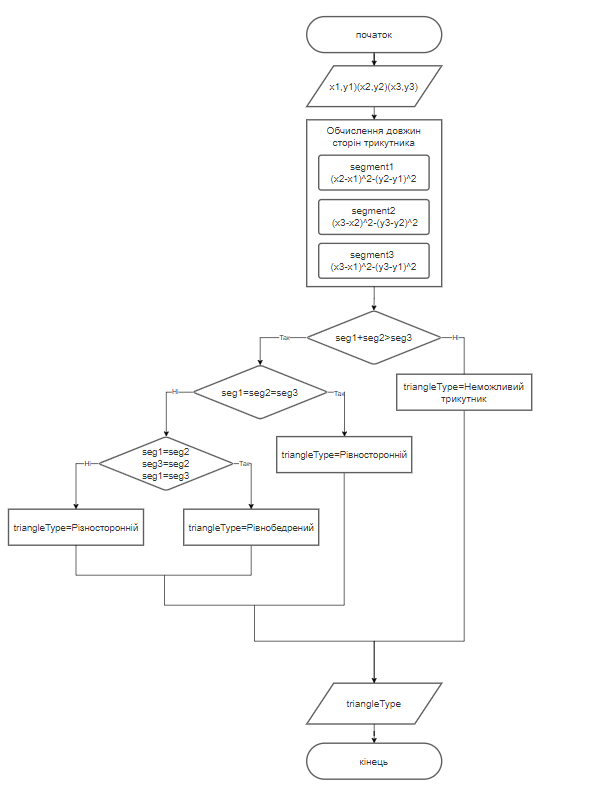 початок
x1,y1)(x2,y2)(x3,y3)
Обчислення довжин
сторін трикутника
segment1
(x2-x1)^2-(y2-y1)^2
segment2
(x3-x2)^2-(y3-y2)^2
segment3
(x3-x1)^2-(y3-y1)^2
seg1+seg2>seg3
Так
Ні
seg1=seg2=seg3
Ні
Так
triangleType=Неможливий
трикутник
seg1=seg2
seg3=seg2
seg1=seg3
Ні
Так
triangleType=Рівносторонній
triangleType=Різносторонній
triangleType=Рівнобедрений
triangleType
кінець